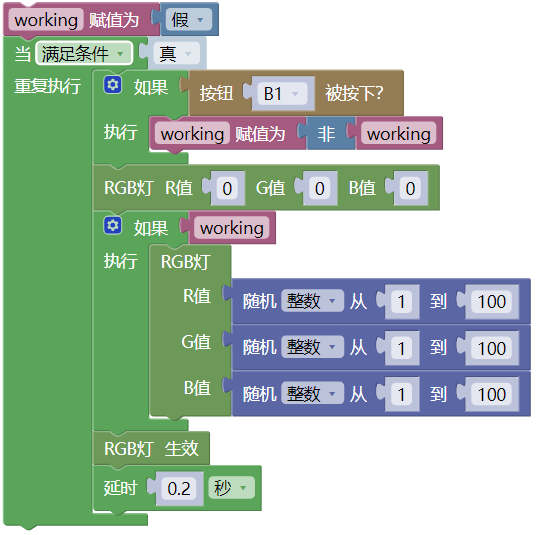 working 赋值为 假
当 满足条件 真
重复执行 如果 按钮 B1 被按下?
执行 working 赋值为 非 working
RGB灯 R值 0 G值 0 B值 0
如果 working
执行 RGB灯
R值 随机 整数 从 1 到 100
G值 随机 整数 从 1 到 100
B值 随机 整数 从 1 到 100
RGB灯 生效
延时 0.2 秒